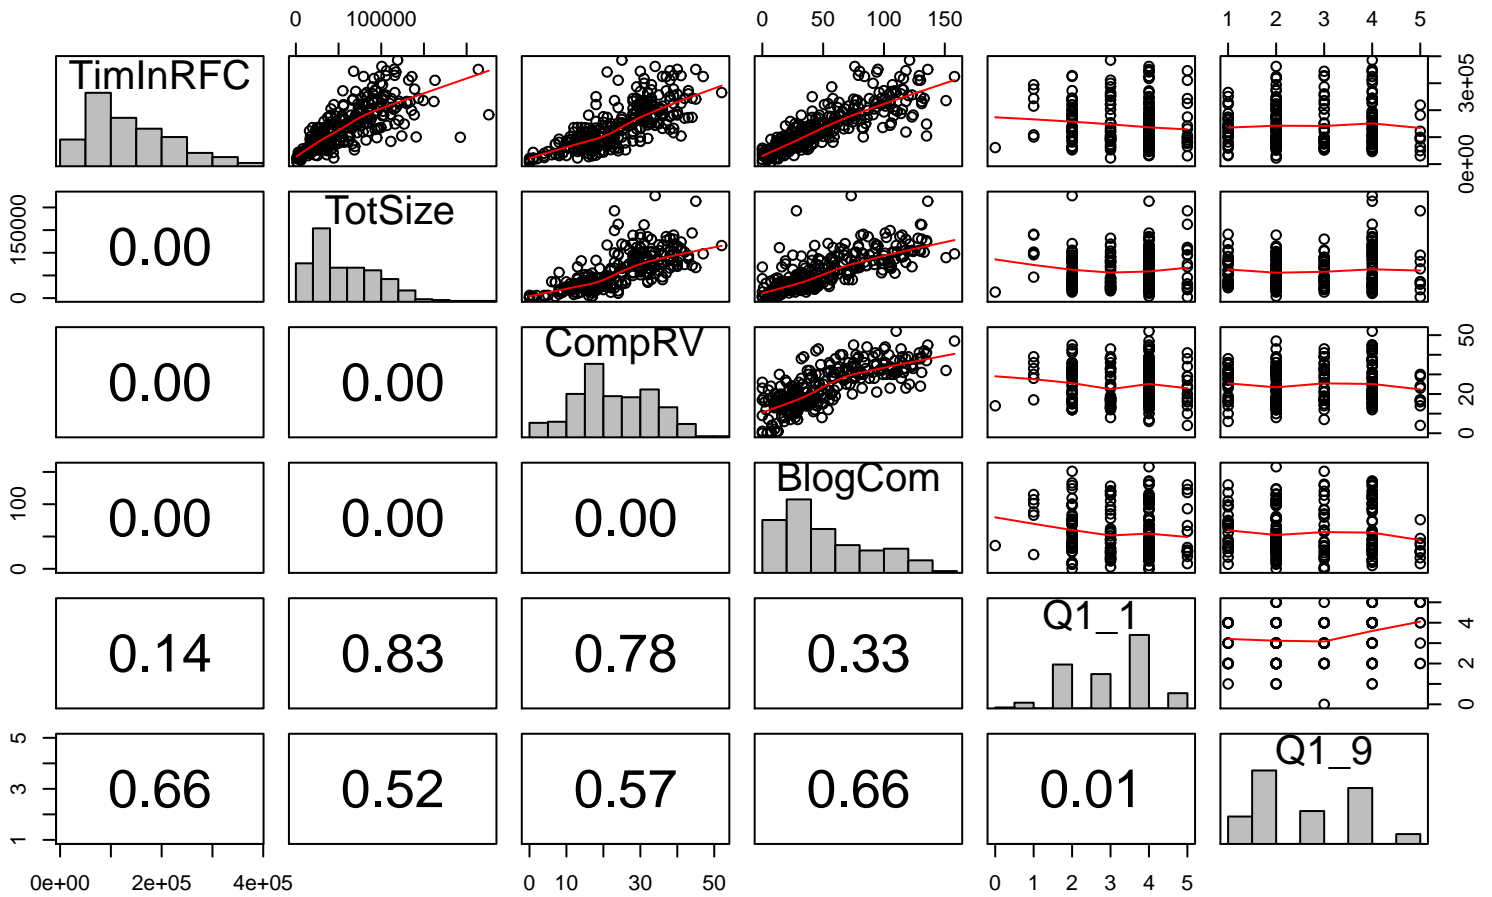 0 100000 0 50 100 150 1 2 3 4 5
TimInRFC
0e+00 3e+05
0 150000
0.00
TotSize
0.00 0.00
CompRV
0 20 50
0 100
0.00 0.00 0.00
BlogCom
0.14 0.83 0.78 0.33
Q1_1
0 2 4
1 3 5
0.66 0.52 0.57 0.66 0.01
Q1_9
0e+00 2e+05 4e+05 0 10 30 50 0 1 2 3 4 5